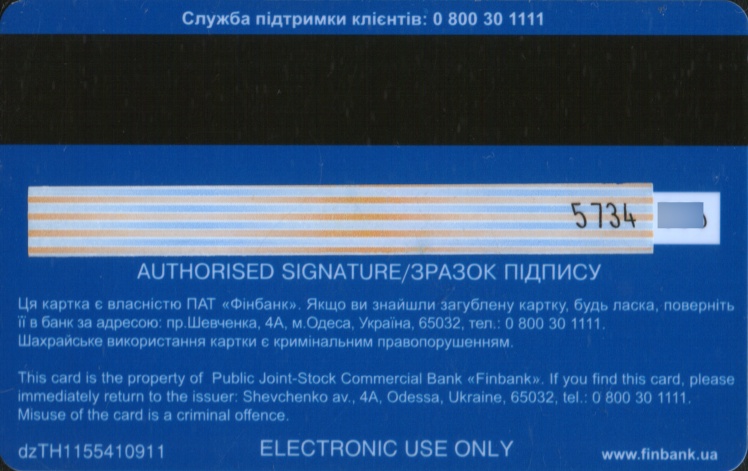 Служба підтримки клієнтів: 0 800 30 1111
5734
AUTHORISED SIGNATURE/ЗРАЗОК ПІДПИСУ
Ця картка є власністю ПАТ «Фінбанк». Якщо ви знайшли загублену картку, будь ласка, поверніть
її в банк за адресою: пр.Шевченка, 4А, м.Одеса, Україна, 65032, тел.: 0 800 30 1111.
Шахрайське використання картки є кримінальним правопорушенням.
This card is the property of Public Joint-Stock Commercial Bank «Finbank». If you find this card, please
immediately return to the issuer: Shevchenko av., 4A, Odessa, Ukraine, 65032, tel.: 0 800 30 1111.
Misuse of the card is a criminal offence.
dzTH1155410911 ELECTRONIC USE ONLY www.finbank.ua